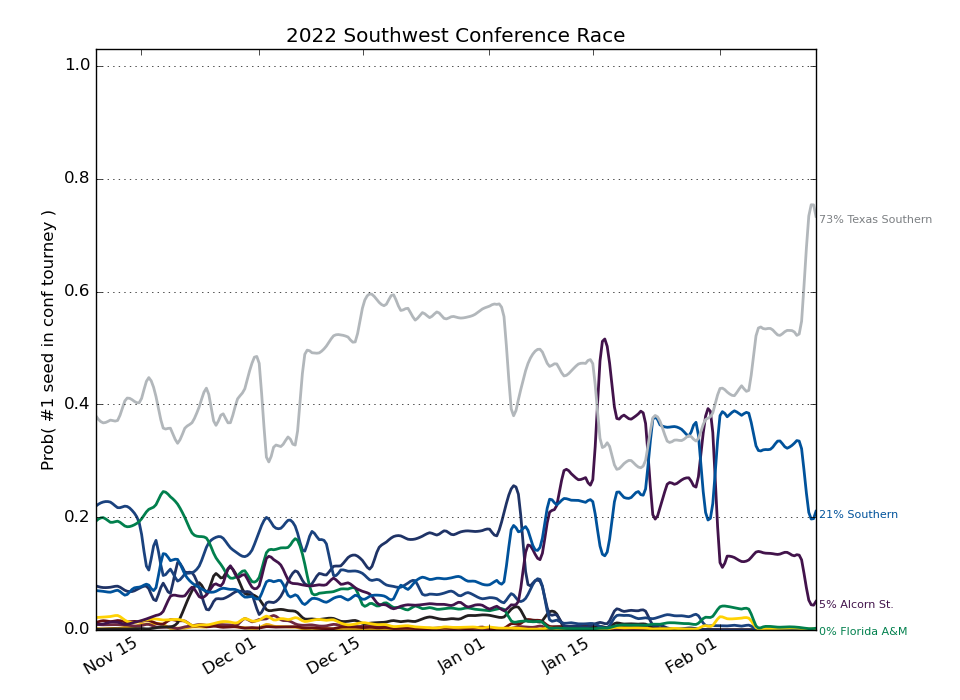 2022 Southwest Conference Race
1.0
0.8
0.6
0.4
0.2
0.0
Prob( #1 seed in conf tourney )
73% Texas Southern
21% Southern
5% Alcorn St.
0% Florida A&M
Nov 15
Dec 01
Dec 15
Jan 01
Jan 15
Feb 01